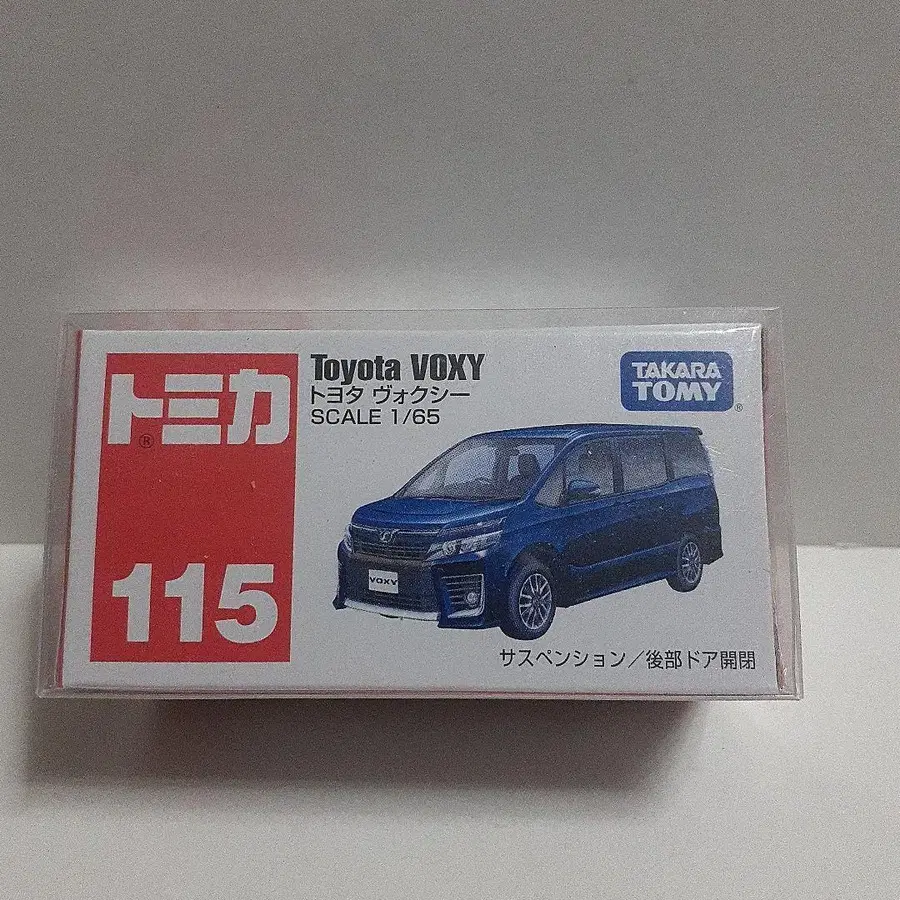 トミカ
®
115
Toyota VOXY
トヨタ ヴォクシー
SCALE 1/65
TAKARA
TOMY
®
VOXY
サスペンション/後部ドア開閉